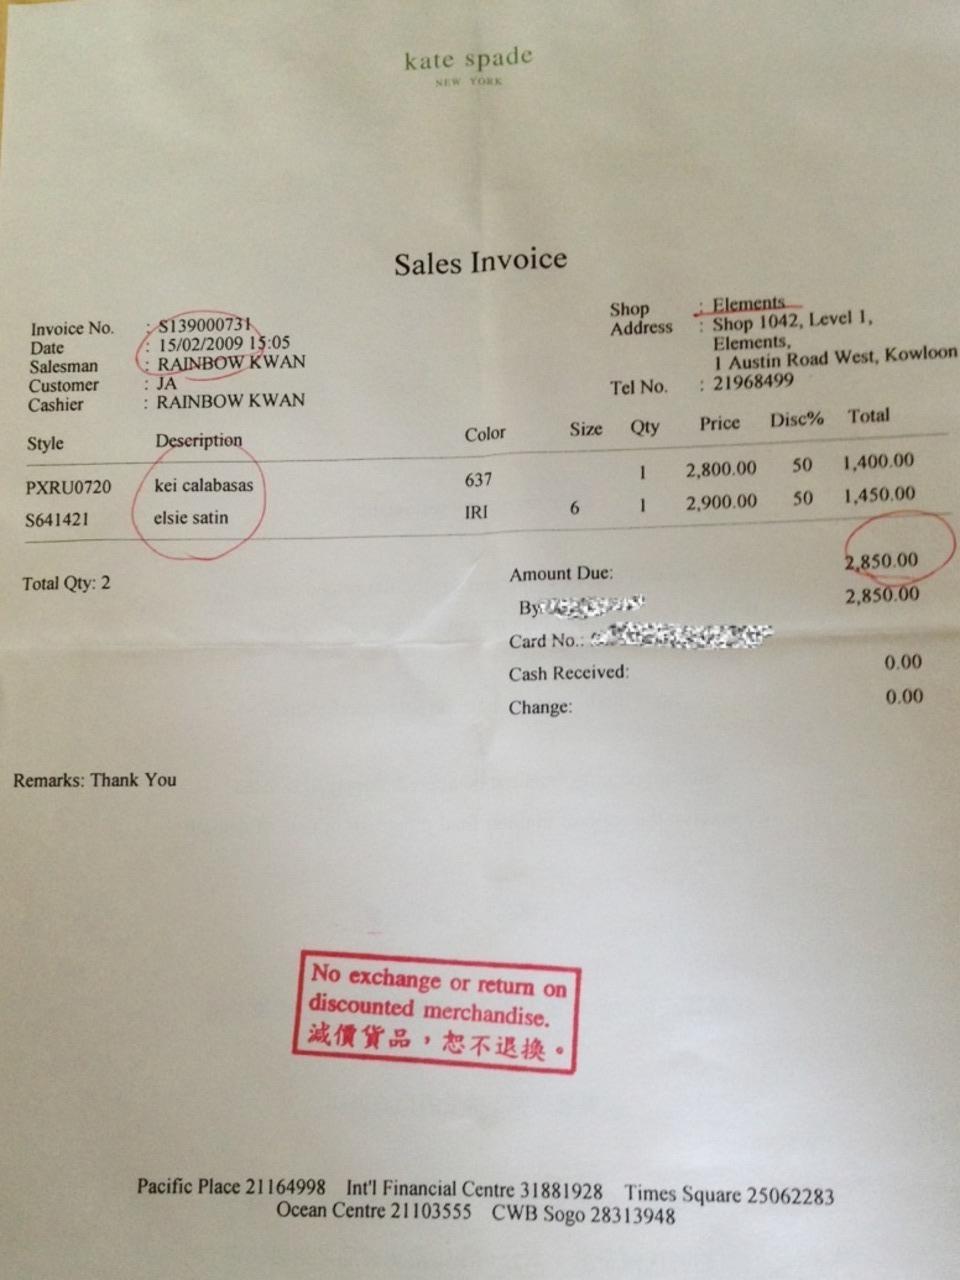 kate spade
NEW YORK
Sales Invoice
Invoice No. : S139000731
Date : 15/02/2009 15:05
Salesman : RAINBOW KWAN
Customer : JA
Cashier : RAINBOW KWAN
Shop : Elements
Address : Shop 1042, Level 1,
Elements,
1 Austin Road West, Kowloon
Tel No. : 21968499
Style Description Color Size Qty Price Disc% Total
PXRU0720 kei calabasas 637 1 2,800.00 50 1,400.00
S641421 elsie satin IRI 6 1 2,900.00 50 1,450.00
Total Qty: 2
Amount Due: 2,850.00
By: 2,850.00
Card No.:
Cash Received: 0.00
Change: 0.00
Remarks: Thank You
No exchange or return on
discounted merchandise.
減價貨品，恕不退換。
Pacific Place 21164998 Int'l Financial Centre 31881928 Times Square 25062283
Ocean Centre 21103555 CWB Sogo 28313948